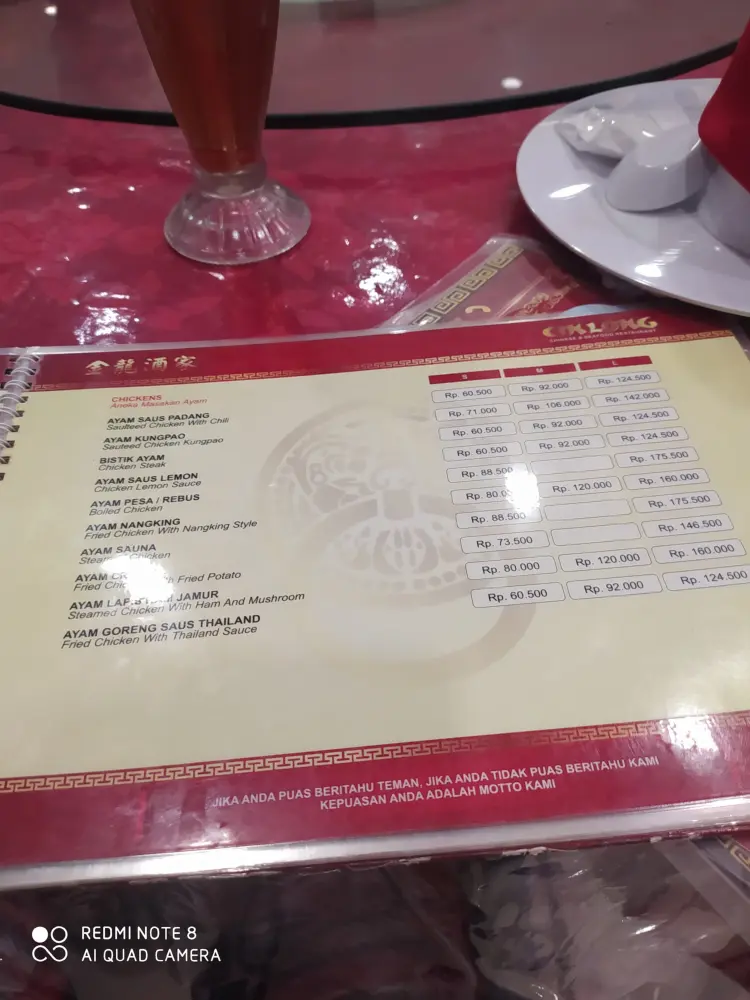 金龍酒家
CHINESE & SEAFOOD RESTAURANT
S M L
CHICKENS
Aneka Masakan Ayam
AYAM SAUS PADANG Rp. 60.500 Rp. 92.000 Rp. 124.500
Sauteed Chicken With Chili
AYAM KUNGPAO Rp. 71.000 Rp. 106.000 Rp. 142.000
Sauteed Chicken Kungpao
BISTIK AYAM Rp. 60.500 Rp. 92.000 Rp. 124.500
Chicken Steak
AYAM SAUS LEMON Rp. 60.500 Rp. 92.000 Rp. 124.500
Chicken Lemon Sauce
AYAM PESA / REBUS Rp. 88.500 Rp. 175.500
Boiled Chicken
AYAM NANGKING Rp. Rp. 120.000 Rp. 160.000
Fried Chicken With Nangking Style
AYAM SAUNA Rp. 88.500 Rp. 175.500
Chicken
AYAM Rp. 73.500 Rp. 146.500
Fried Fried Potato
AYAM JAMUR Rp. 80.000 Rp. 120.000 Rp. 160.000
Steamed Chicken With Ham And Mushroom
AYAM GORENG SAUS THAILAND Rp. 60.500 Rp. 92.000 Rp. 124.500
Fried Chicken With Thailand Sauce
JIKA ANDA PUAS BERITAHU TEMAN, JIKA ANDA TIDAK PUAS BERITAHU KAMI
KEPUASAN ANDA ADALAH MOTTO KAMI
REDMI NOTE 8
AI QUAD CAMERA